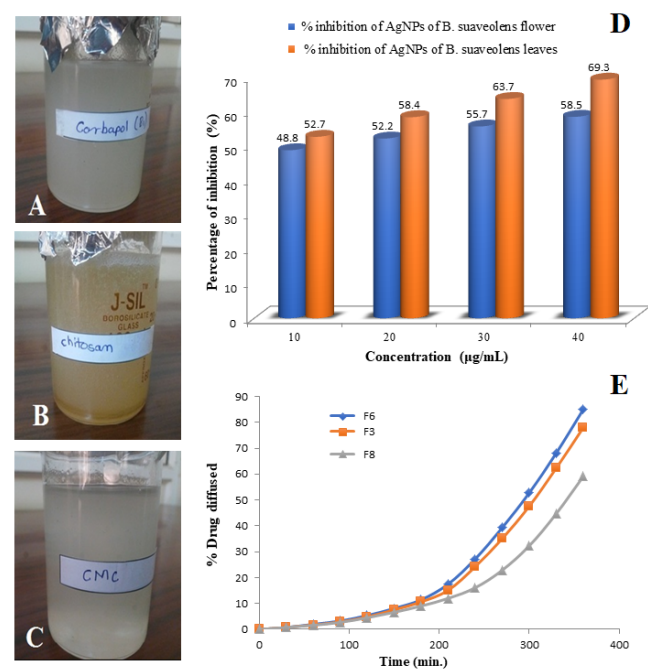 Corbapol (P)
A
J-SIL
TM
BOROSILICATE
GLASS
chitosan
B
CMC
C
D
% inhibition of AgNPs of B. suaveolens flower
% inhibition of AgNPs of B. suaveolens leaves
Percentage of inhibition (%)
70
60
50
40
30
20
10
0
48.8
52.7
52.2
58.4
55.7
63.7
58.5
69.3
10
20
30
40
Concentration (µg/mL)
E
% Drug diffused
90
80
70
60
50
40
30
20
10
0
F6
F3
F8
0
100
200
300
400
Time (min.)